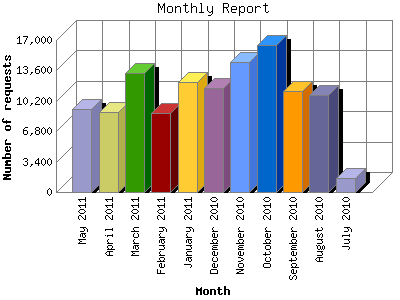 Monthly Report
17,000
13,600
10,200
6,800
3,400
0
Number of requests
May 2011
April 2011
March 2011
February 2011
January 2011
December 2010
November 2010
October 2010
September 2010
August 2010
July 2010
Month